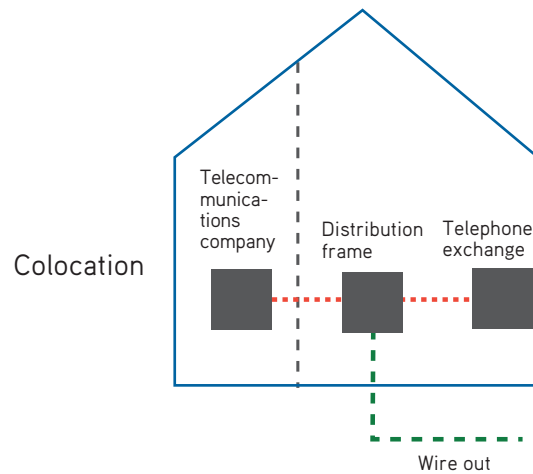 Telecom-
munica-
tions
company
Distribution
frame
Telephone
exchange
Colocation
Wire out